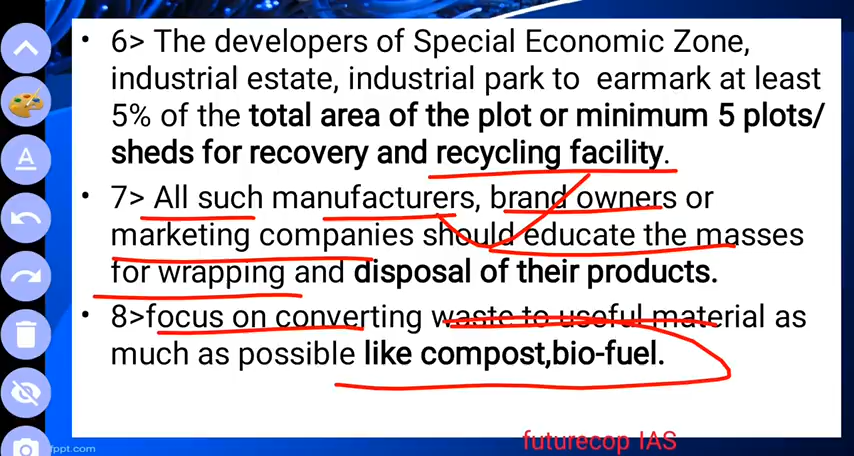 • 6> The developers of Special Economic Zone,
industrial estate, industrial park to earmark at least
5% of the total area of the plot or minimum 5 plots/
sheds for recovery and recycling facility.
• 7> All such manufacturers, brand owners or
marketing companies should educate the masses
for wrapping and disposal of their products.
• 8>focus on converting waste to useful material as
much as possible like compost,bio-fuel.
A
fppt.com
futurecop IAS